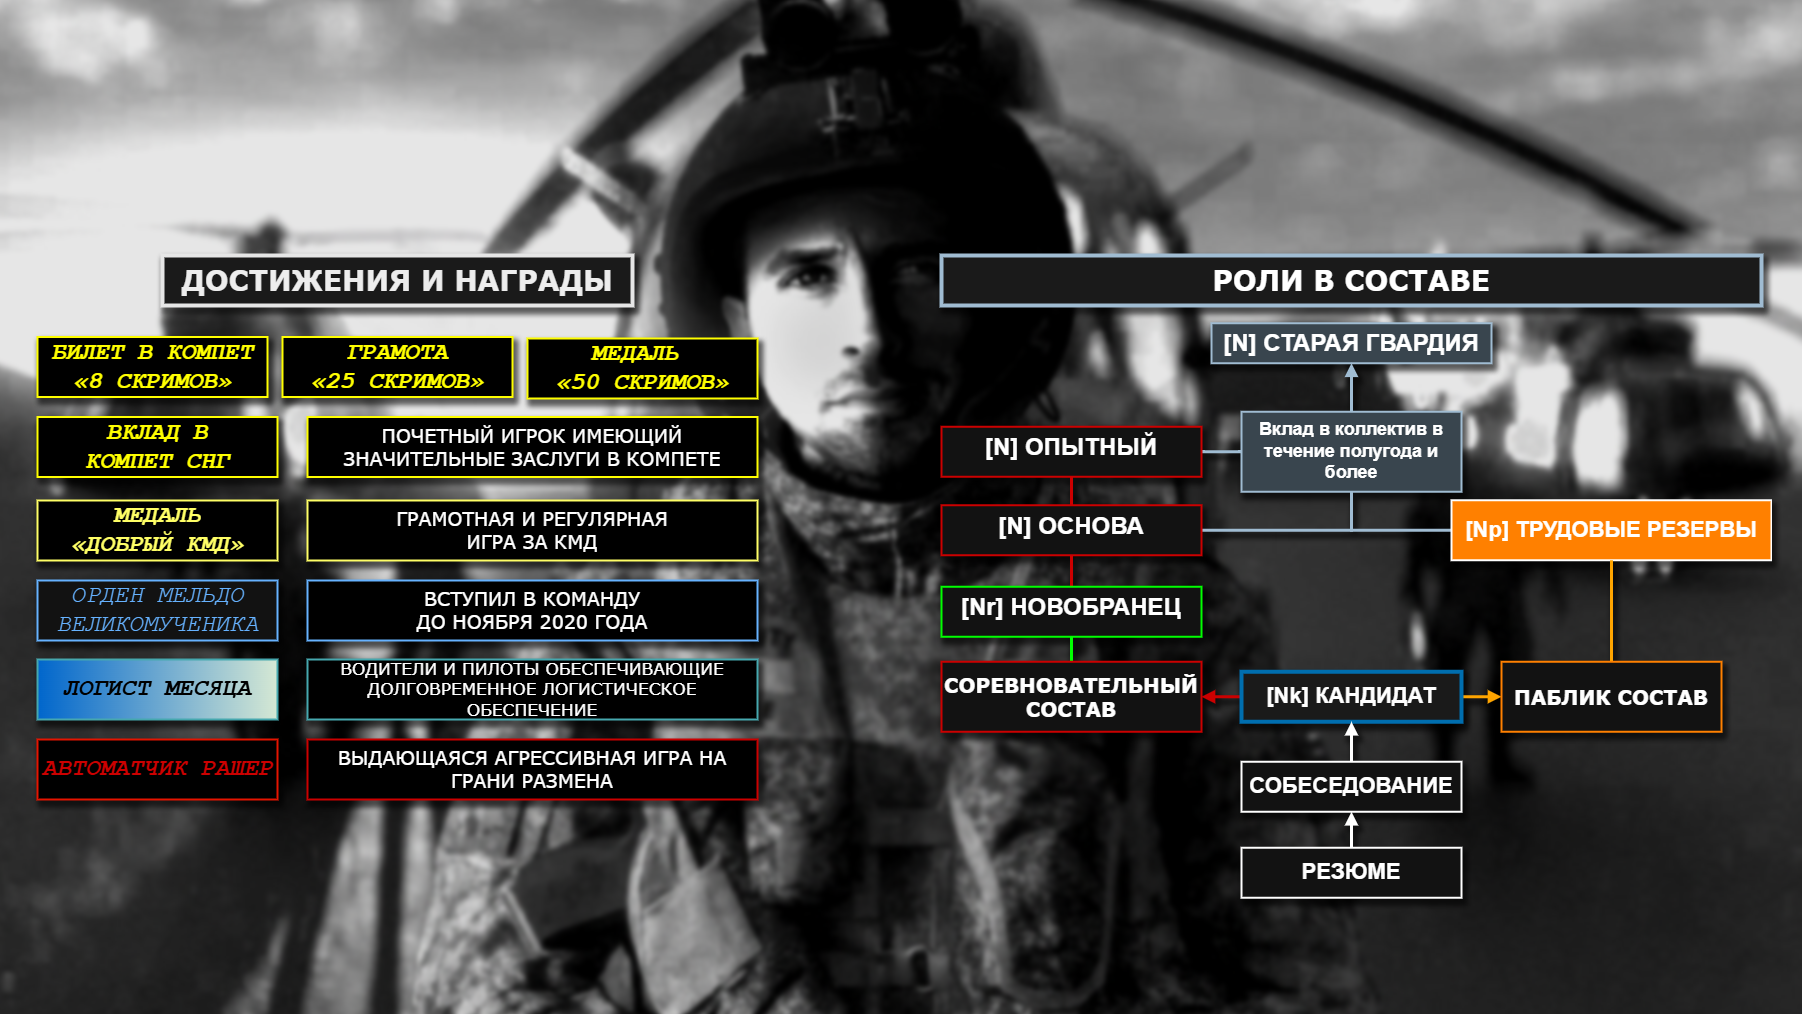 ДОСТИЖЕНИЯ И НАГРАДЫ
БИЛЕТ В КОМПЕТ
«8 СКРИМОВ»
ГРАМОТА
«25 СКРИМОВ»
МЕДАЛЬ
«50 СКРИМОВ»
ВКЛАД В
КОМПЕТ СНГ
ПОЧЕТНЫЙ ИГРОК ИМЕЮЩИЙ
ЗНАЧИТЕЛЬНЫЕ ЗАСЛУГИ В КОМПЕТЕ
МЕДАЛЬ
«ДОБРЫЙ КМД»
ГРАМОТНАЯ И РЕГУЛЯРНАЯ
ИГРА ЗА КМД
ОРДЕН МЕЛЬДО
ВЕЛИКОМУЧЕНИКА
ВСТУПИЛ В КОМАНДУ
ДО НОЯБРЯ 2020 ГОДА
ЛОГИСТ МЕСЯЦА
ВОДИТЕЛИ И ПИЛОТЫ ОБЕСПЕЧИВАЮЩИЕ
ДОЛГОВРЕМЕННОЕ ЛОГИСТИЧЕСКОЕ
ОБЕСПЕЧЕНИЕ
АВТОМАТЧИК РАШЕР
ВЫДАЮЩАЯСЯ АГРЕССИВНАЯ ИГРА НА
ГРАНИ РАЗМЕНА
РОЛИ В СОСТАВЕ
[N] СТАРАЯ ГВАРДИЯ
[N] ОПЫТНЫЙ
Вклад в коллектив в
течение полугода и
более
[N] ОСНОВА
[Np] ТРУДОВЫЕ РЕЗЕРВЫ
[Nr] НОВОБРАНЕЦ
СОРЕВНОВАТЕЛЬНЫЙ
СОСТАВ
[Nk] КАНДИДАТ
ПАБЛИК СОСТАВ
СОБЕСЕДОВАНИЕ
РЕЗЮМЕ